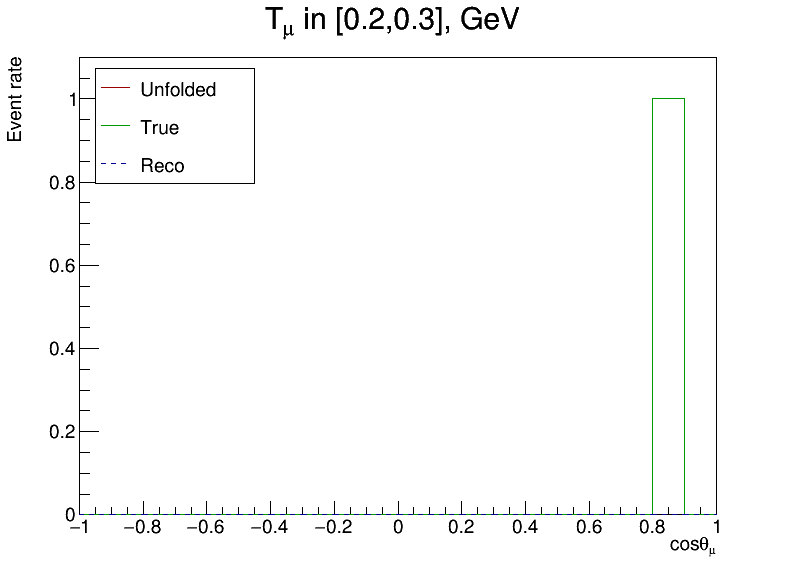 Tμ in [0.2,0.3], GeV
Event rate
Unfolded
True
Reco
1
0.8
0.6
0.4
0.2
0
−1 −0.8 −0.6 −0.4 −0.2 0 0.2 0.4 0.6 0.8 1
cosθμ